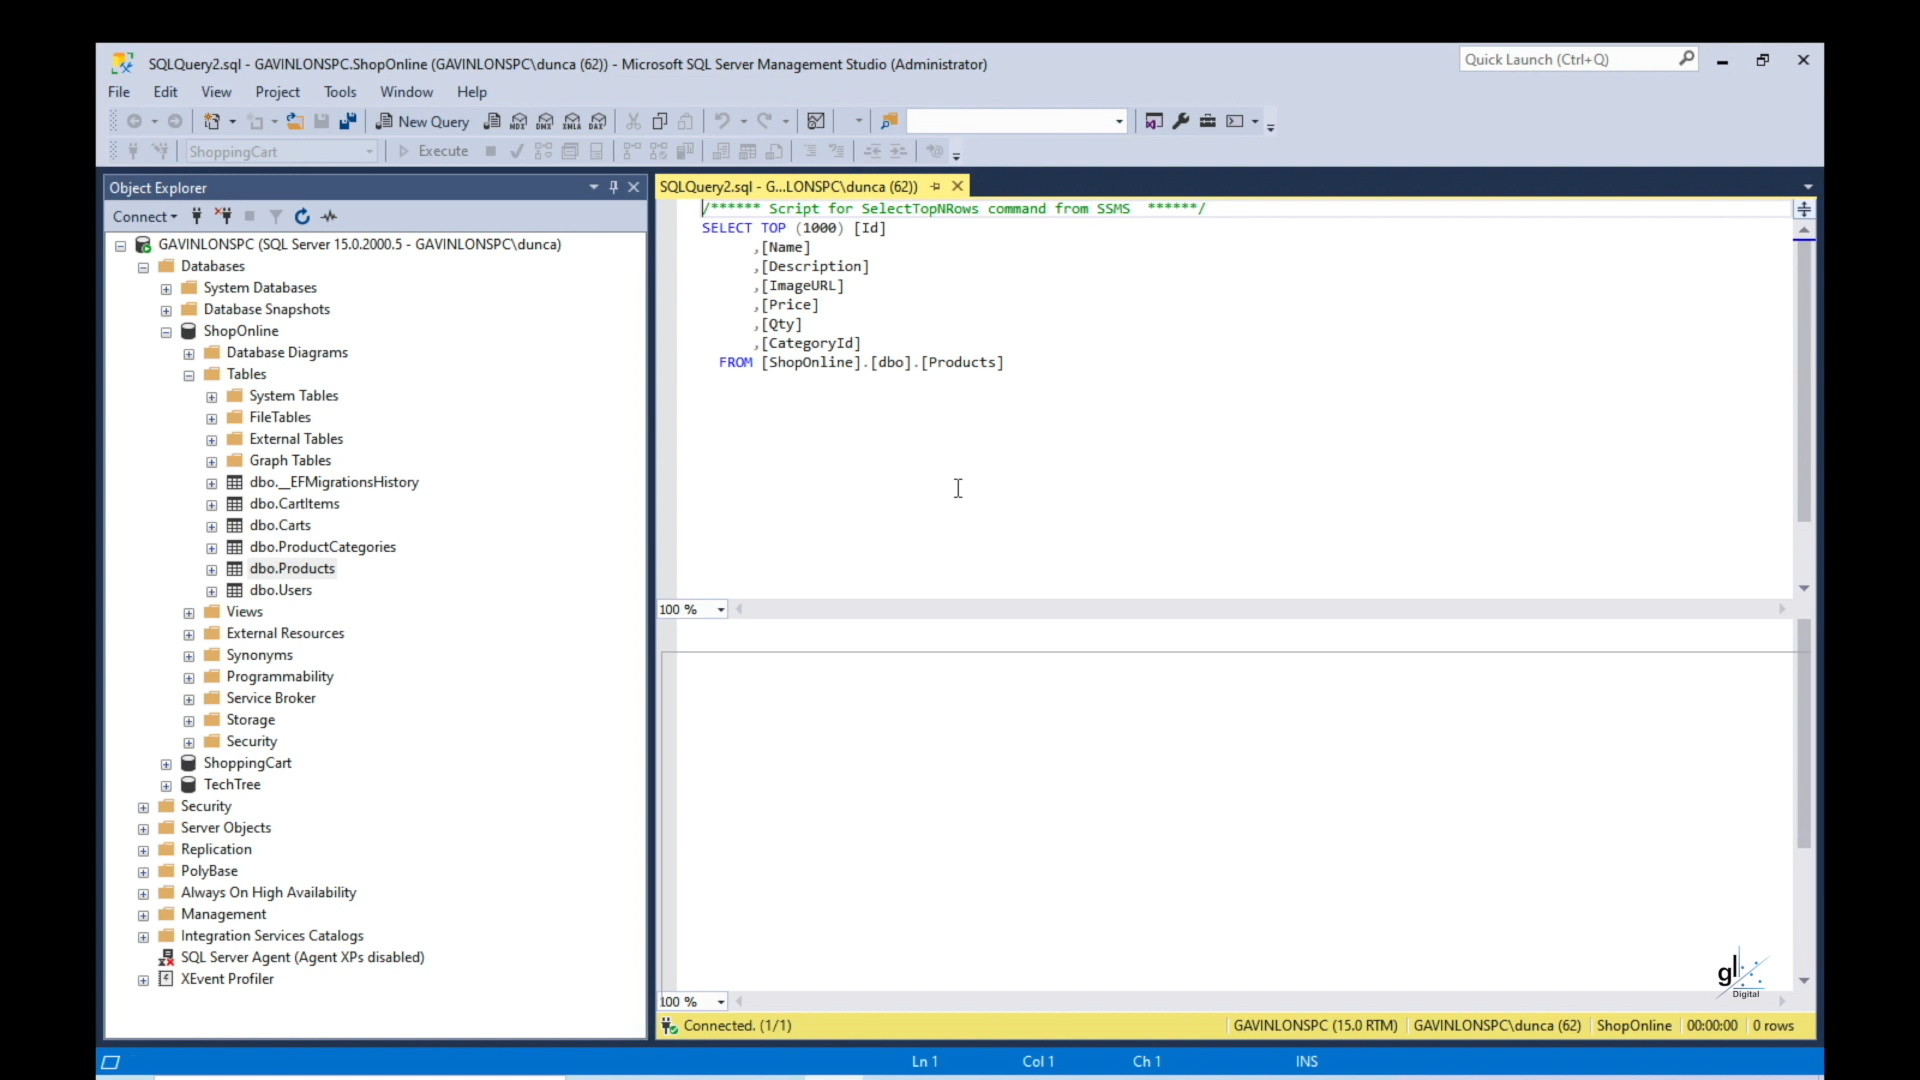 SQLQuery2.sql - GAVINLONSPC.ShopOnline (GAVINLONSPC\dunca (62)) - Microsoft SQL Server Management Studio (Administrator)
Quick Launch (Ctrl+Q)
File Edit View Project Tools Window Help
New Query
MDX DMX XMLA DAX
ShoppingCart
Execute
Object Explorer
SQLQuery2.sql - G...LONSPC\dunca (62))
Connect
GAVINLONSPC (SQL Server 15.0.2000.5 - GAVINLONSPC\dunca)
Databases
System Databases
Database Snapshots
ShopOnline
Database Diagrams
Tables
System Tables
FileTables
External Tables
Graph Tables
dbo.__EFMigrationsHistory
dbo.CartItems
dbo.Carts
dbo.ProductCategories
dbo.Products
dbo.Users
Views
External Resources
Synonyms
Programmability
Service Broker
Storage
Security
ShoppingCart
TechTree
Security
Server Objects
Replication
PolyBase
Always On High Availability
Management
Integration Services Catalogs
SQL Server Agent (Agent XPs disabled)
XEvent Profiler
/****** Script for SelectTopNRows command from SSMS  ******/
SELECT TOP (1000) [Id]
,[Name]
,[Description]
,[ImageURL]
,[Price]
,[Qty]
,[CategoryId]
FROM [ShopOnline].[dbo].[Products]
100 %
100 %
gl
Digital
Connected. (1/1)
GAVINLONSPC (15.0 RTM) GAVINLONSPC\dunca (62) ShopOnline 00:00:00 0 rows
Ln 1 Col 1 Ch 1 INS